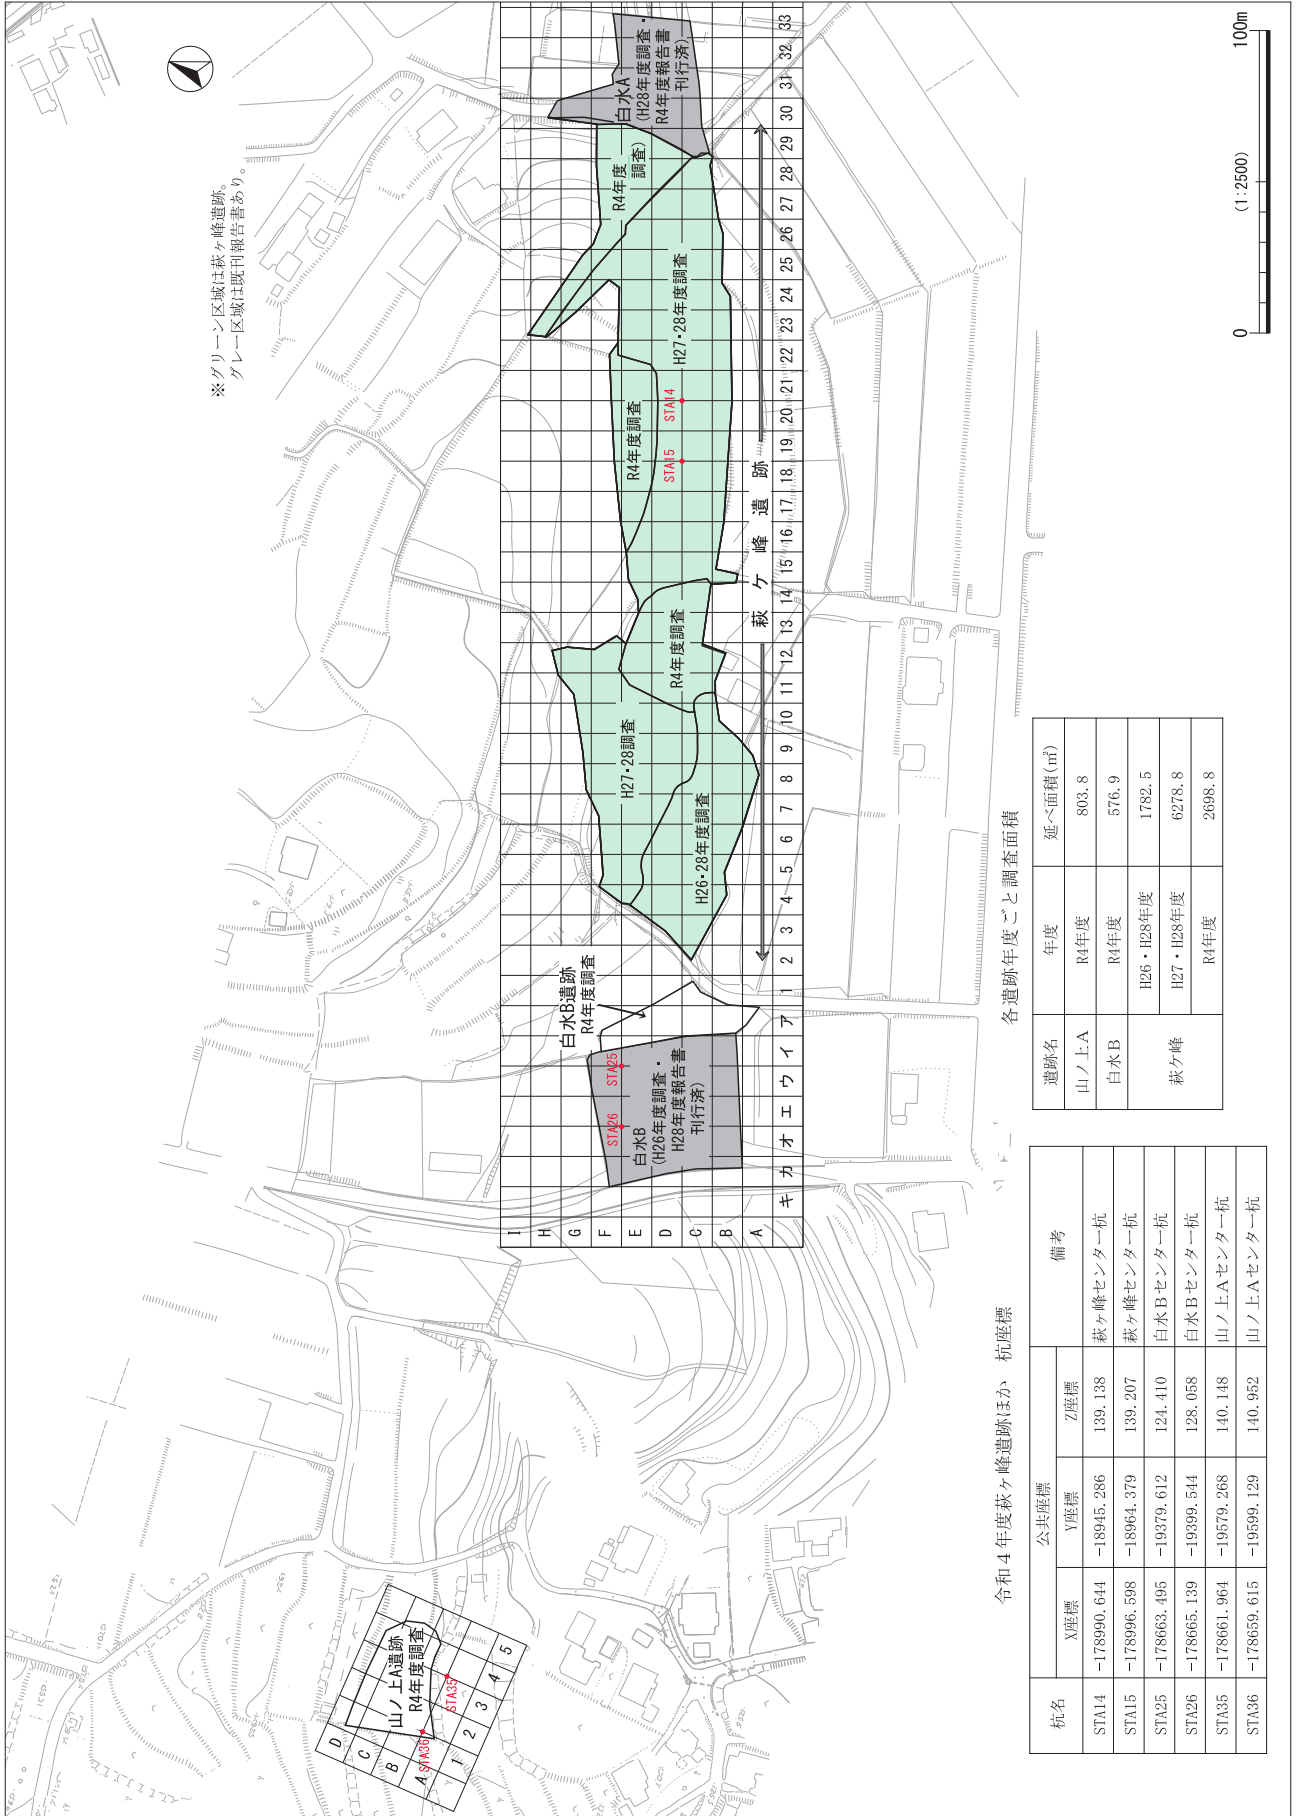 ※グリーン区域は萩ヶ峰遺跡。
グレー区域は既刊報告書あり。
山ノ上A遺跡
R4年度調査
STA36
STA35
D
C
B
A
1
2
3
4
5
白水B遺跡
R4年度調査
STA26
STA25
白水B
(H26年度調査・
H28年度報告書
刊行済)
H27・28調査
H26・28年度調査
R4年度調査
R4年度調査
STA15
STA14
H27・28年度調査
R4年度
調査)
白水A
(H28年度調査・
R4年度報告書
刊行済)
萩ヶ峰遺跡
I
H
G
F
E
D
C
B
A
キ カ オ エ ウ イ ア 1 2 3 4 5 6 7 8 9 10 11 12 13 14 15 16 17 18 19 20 21 22 23 24 25 26 27 28 29 30 31 32 33
0 (1:2500) 100m
令和4年度萩ヶ峰遺跡ほか 杭座標
杭名 公共座標 備考
X座標 Y座標 Z座標
STA14 -178990.644 -18945.286 139.138 萩ヶ峰センター杭
STA15 -178996.598 -18964.379 139.207 萩ヶ峰センター杭
STA25 -178663.495 -19379.612 124.410 白水Bセンター杭
STA26 -178665.139 -19399.544 128.058 白水Bセンター杭
STA35 -178661.964 -19579.268 140.148 山ノ上Aセンター杭
STA36 -178659.615 -19599.129 140.952 山ノ上Aセンター杭
各遺跡年度ごと調査面積
遺跡名 年度 延べ面積(㎡)
山ノ上A R4年度 803.8
白水B R4年度 576.9
萩ケ峰 H26・H28年度 1782.5
H27・H28年度 6278.8
R4年度 2698.8